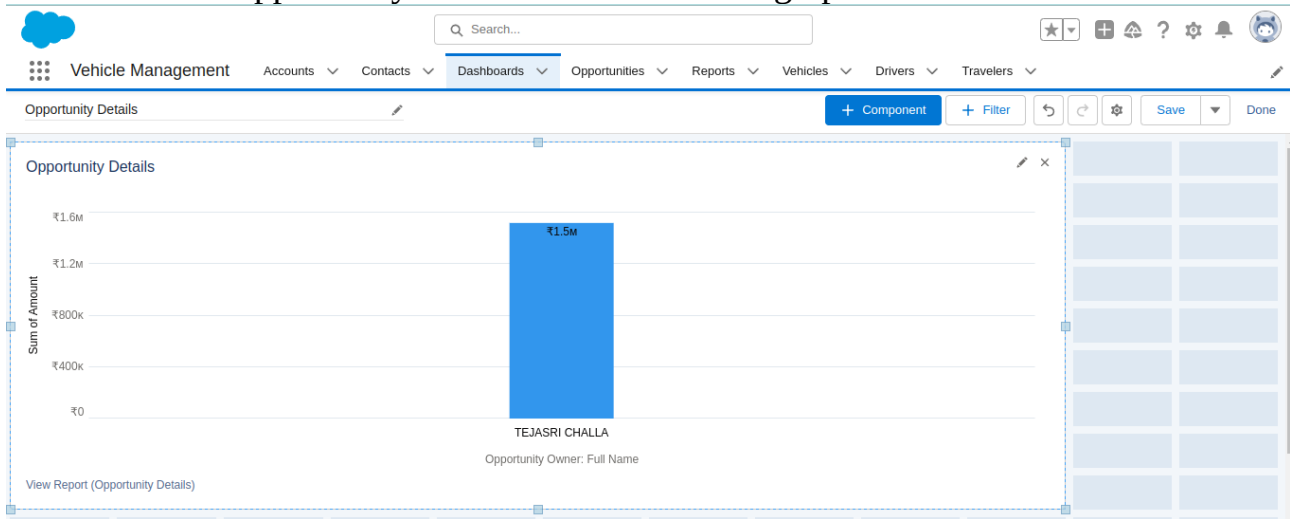 Search...
Vehicle Management Accounts Contacts Dashboards Opportunities Reports Vehicles Drivers Travelers
Opportunity Details + Component + Filter Save Done
Opportunity Details
₹1.6M
₹1.5M
₹1.2M
Sum of Amount
₹800K
₹400K
₹0
TEJASRI CHALLA
Opportunity Owner: Full Name
View Report (Opportunity Details)